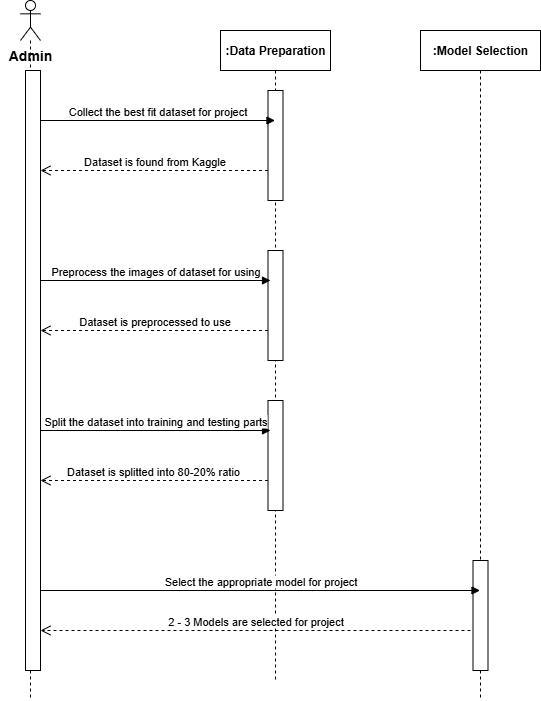 Admin
:Data Preparation
:Model Selection
Collect the best fit dataset for project
Dataset is found from Kaggle
Preprocess the images of dataset for using
Dataset is preprocessed to use
Split the dataset into training and testing parts
Dataset is splitted into 80-20% ratio
Select the appropriate model for project
2 - 3 Models are selected for project